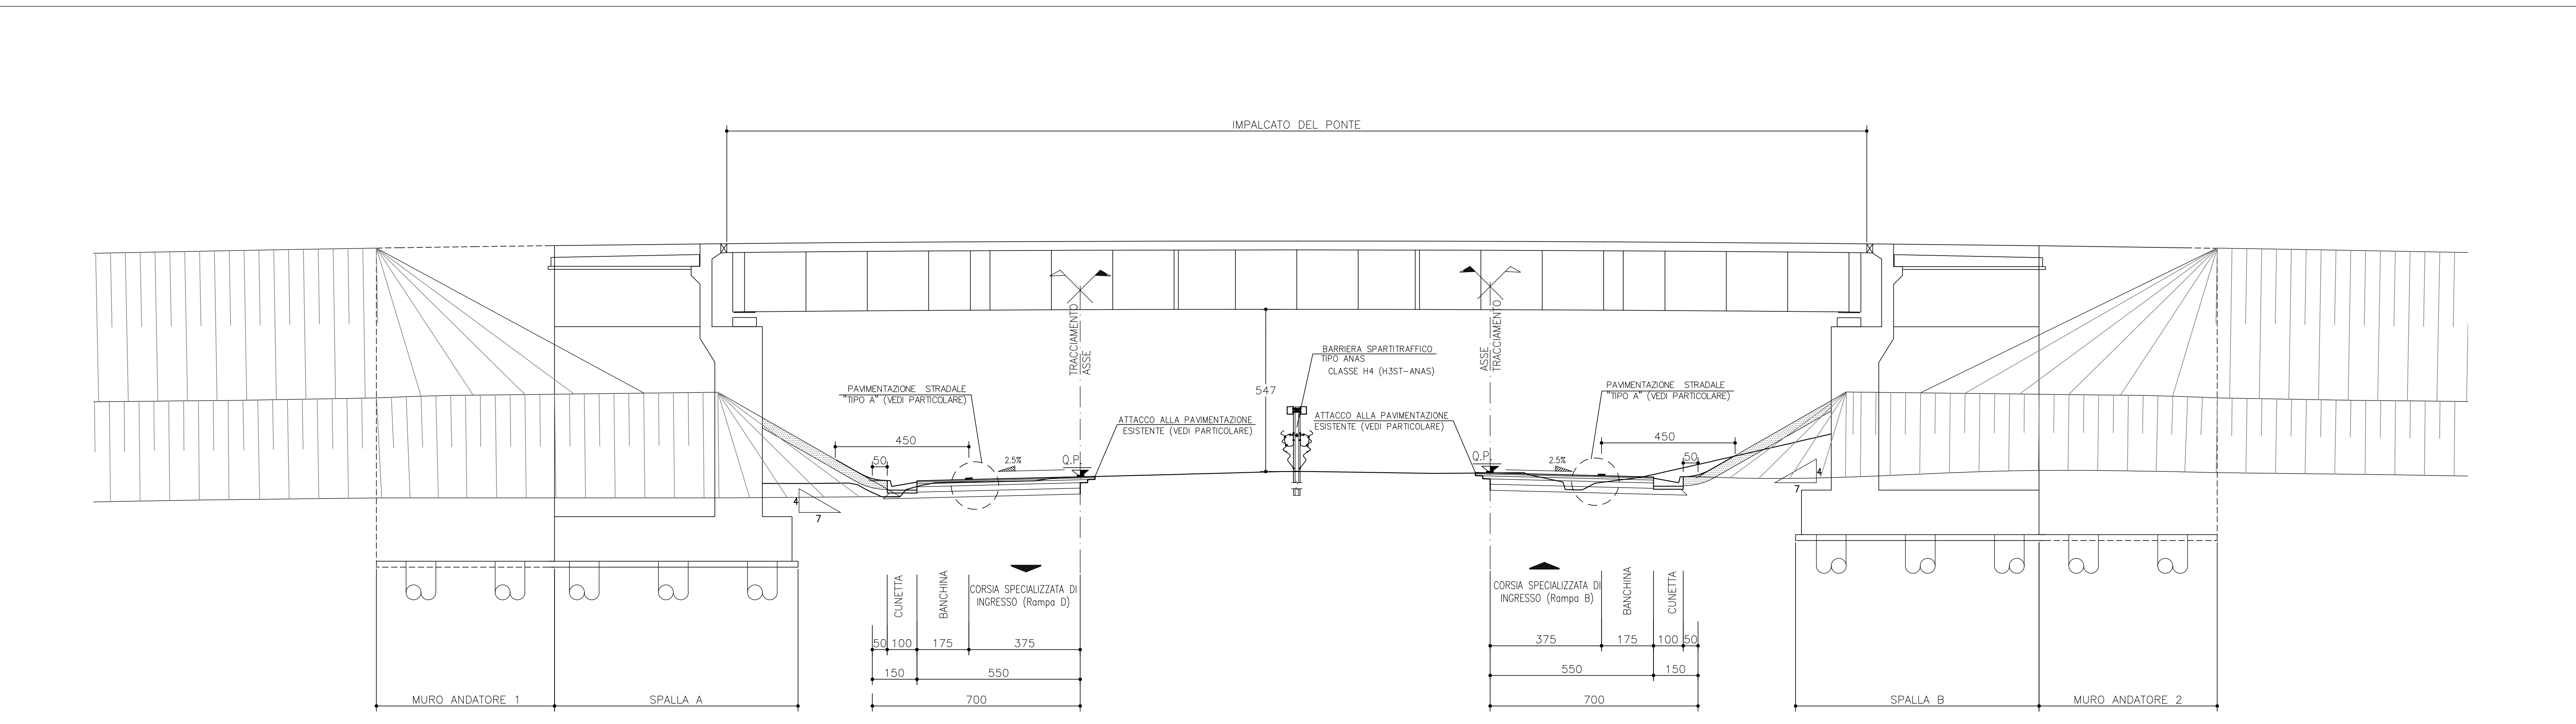 IMPALCATO DEL PONTE
TRACCIAMENTO
ASSE
ASSE
TRACCIAMENTO
BARRIERA SPARTITRAFFICO
TIPO ANAS
CLASSE H4 (H3ST-ANAS)
547
PAVIMENTAZIONE STRADALE
"TIPO A" (VEDI PARTICOLARE)
PAVIMENTAZIONE STRADALE
"TIPO A" (VEDI PARTICOLARE)
ATTACCO ALLA PAVIMENTAZIONE
ESISTENTE (VEDI PARTICOLARE)
ATTACCO ALLA PAVIMENTAZIONE
ESISTENTE (VEDI PARTICOLARE)
450
450
50
2.5%
Q.P.
Q.P.
2.5%
50
4
7
4
7
CUNETTA
BANCHINA
CORSIA SPECIALIZZATA DI
INGRESSO (Rampa D)
CORSIA SPECIALIZZATA DI
INGRESSO (Rampa B)
BANCHINA
CUNETTA
50 100 175 375
375 175 100 50
150 550
550 150
MURO ANDATORE 1
SPALLA A
700
700
SPALLA B
MURO ANDATORE 2